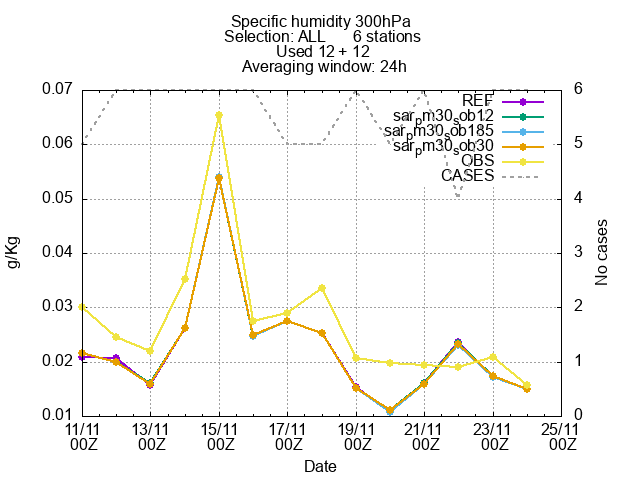 Specific humidity 300hPa
Selection: ALL 6 stations
Used 12 + 12
Averaging window: 24h
0.07
0.06
0.05
0.04
0.03
0.02
0.01
g/Kg
6
5
4
3
2
1
0
No cases
REF
sar_pm30_sob12
sar_pm30_sob185
sar_pm30_sob30
OBS
CASES
11/11 13/11 15/11 17/11 19/11 21/11 23/11 25/11
00Z 00Z 00Z 00Z 00Z 00Z 00Z 00Z
Date